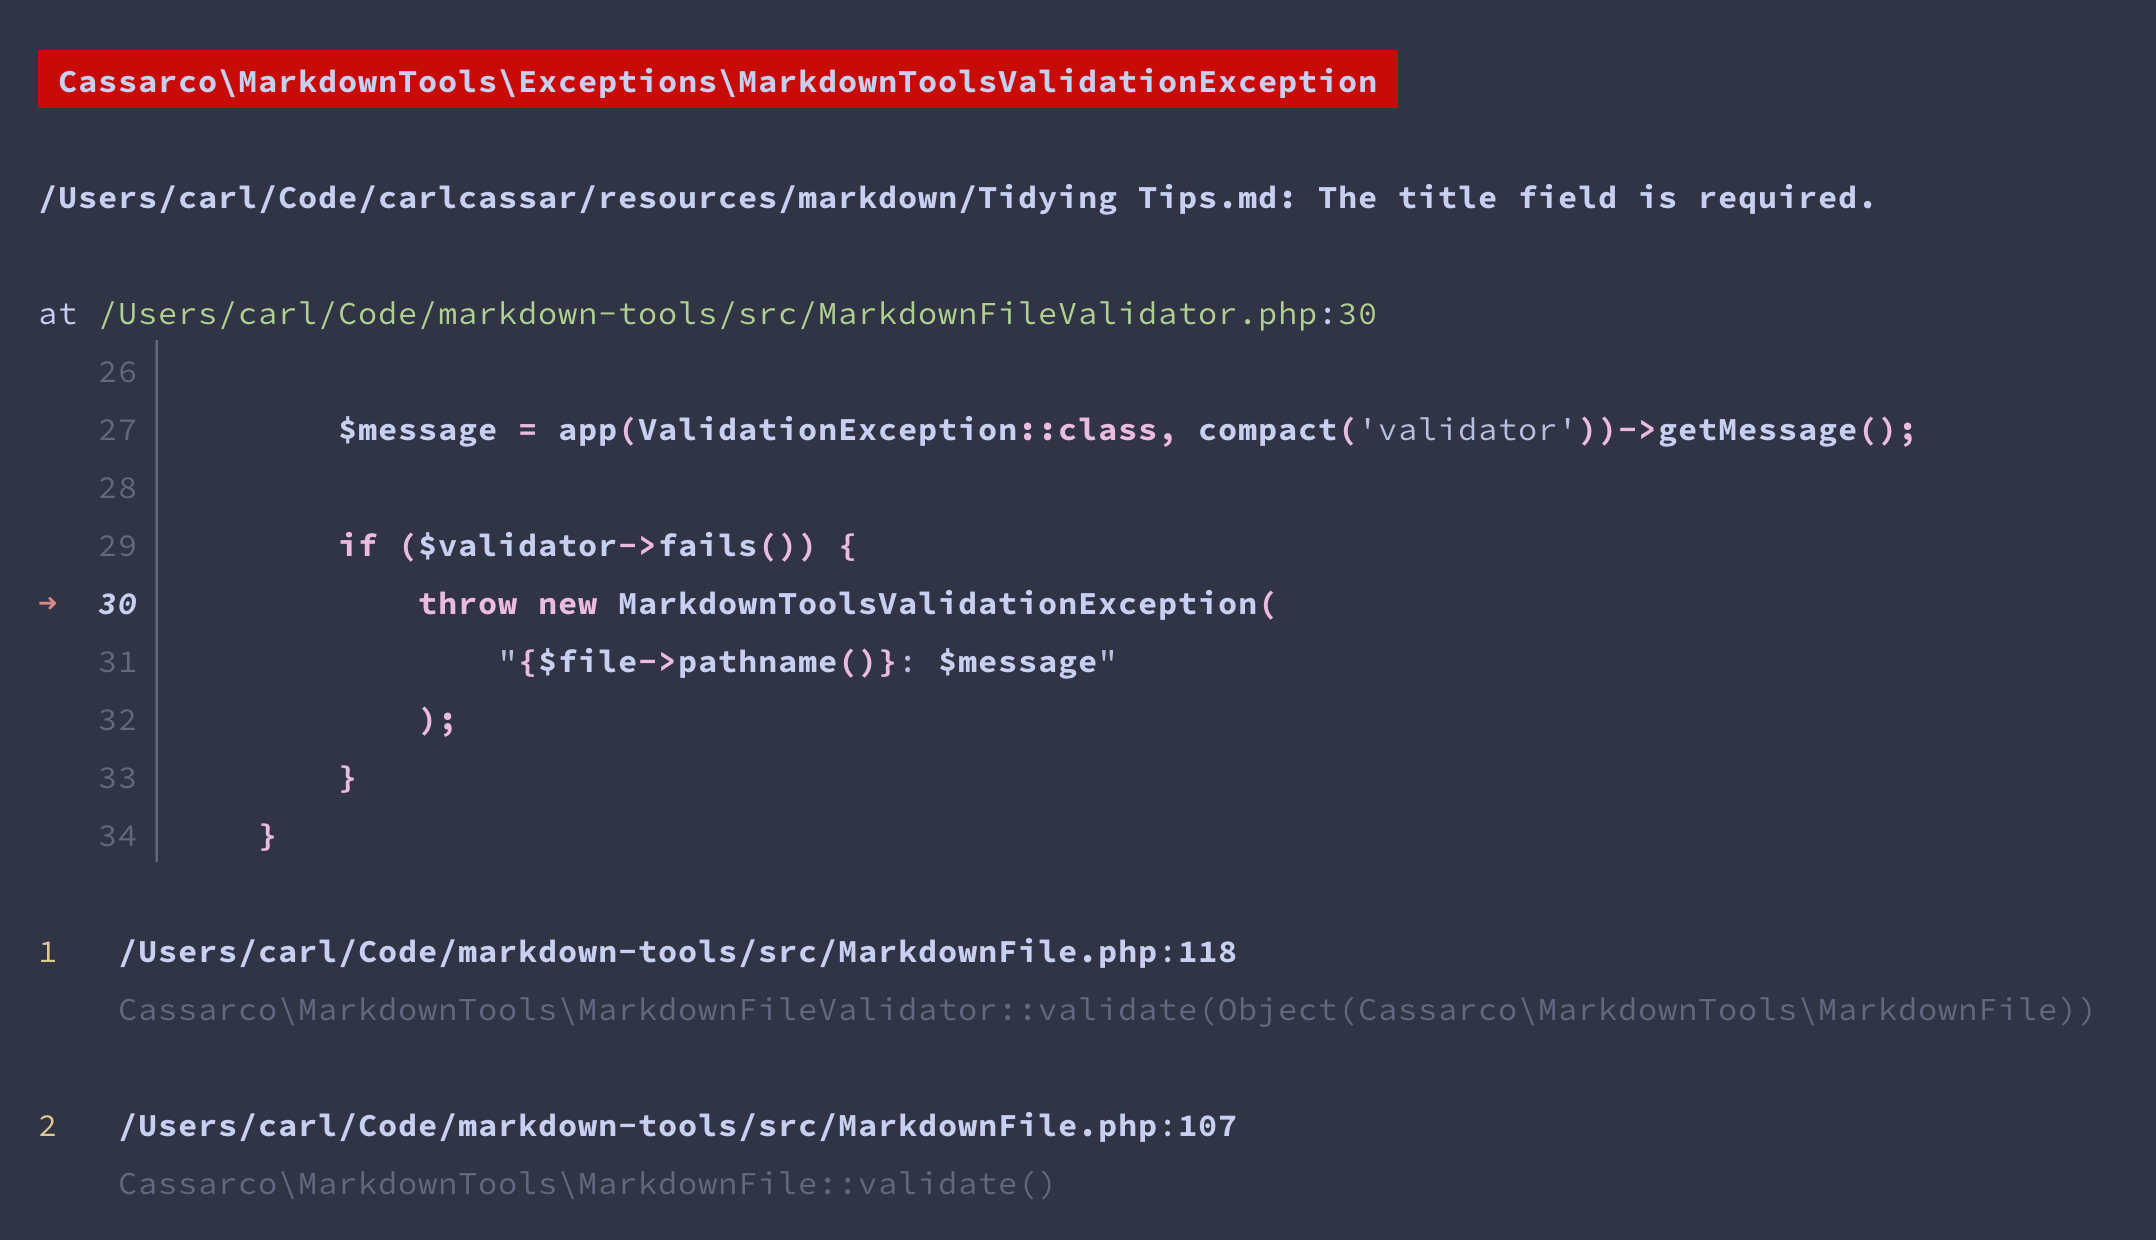 Cassarco\MarkdownTools\Exceptions\MarkdownToolsValidationException
/Users/carl/Code/carlcassar/resources/markdown/Tidying Tips.md: The title field is required.
at /Users/carl/Code/markdown-tools/src/MarkdownFileValidator.php:30
26
27 $message = app(ValidationException::class, compact('validator'))->getMessage();
28
29 if ($validator->fails()) {
➜ 30 throw new MarkdownToolsValidationException(
31 "{$file->pathname()}: $message"
32 );
33 }
34 }
1 /Users/carl/Code/markdown-tools/src/MarkdownFile.php:118
Cassarco\MarkdownTools\MarkdownFileValidator::validate(Object(Cassarco\MarkdownTools\MarkdownFile))
2 /Users/carl/Code/markdown-tools/src/MarkdownFile.php:107
Cassarco\MarkdownTools\MarkdownFile::validate()